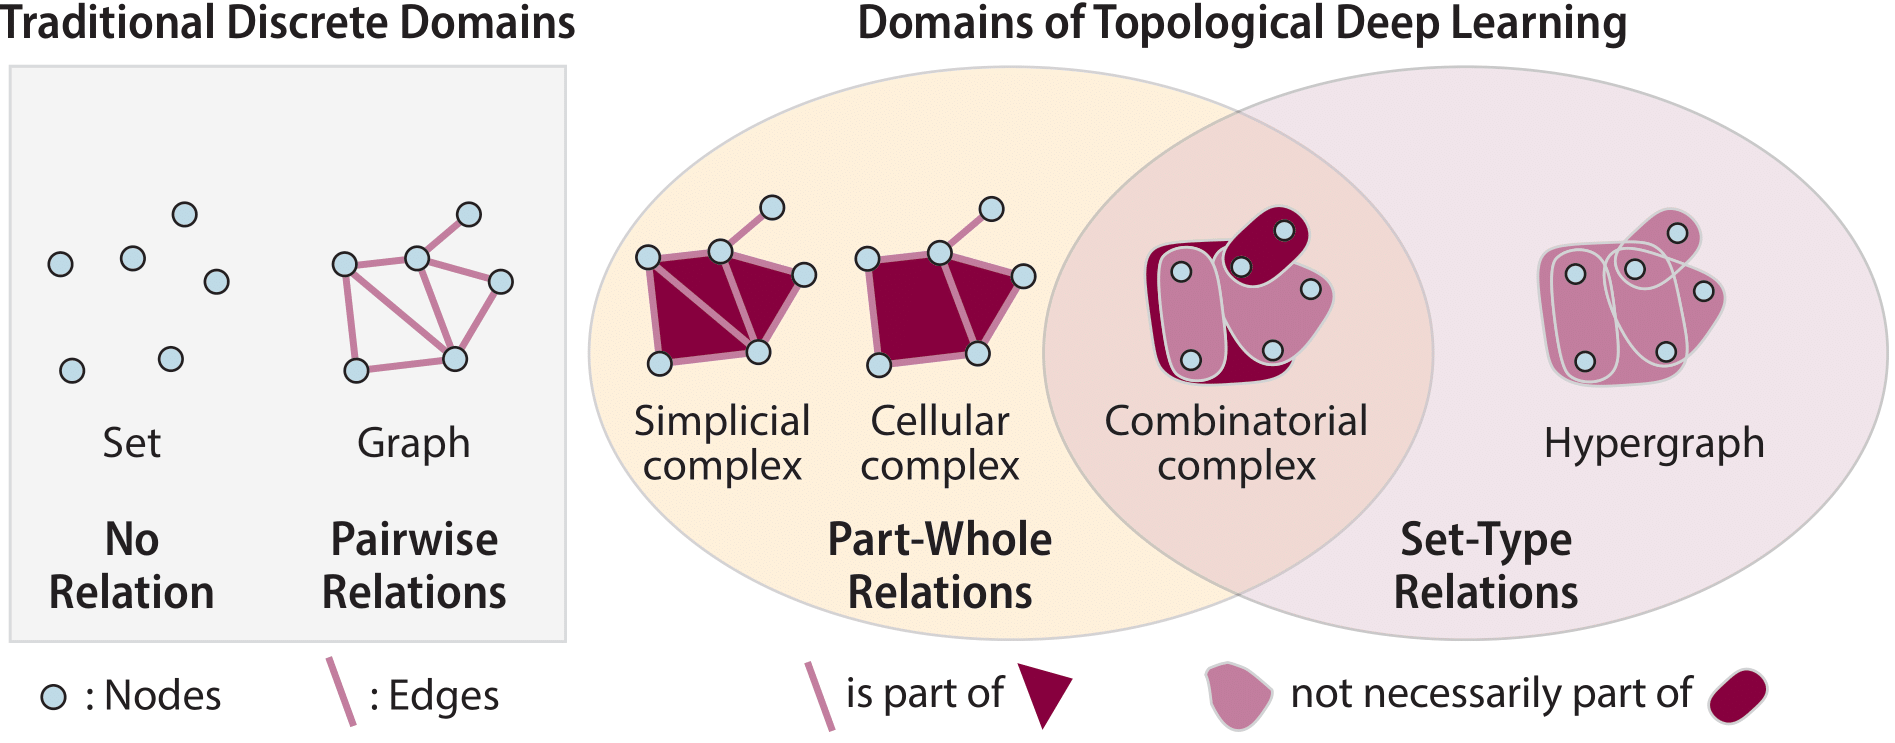 Traditional Discrete Domains
Domains of Topological Deep Learning
Set
Graph
Simplicial
complex
Cellular
complex
Combinatorial
complex
Hypergraph
No
Relation
Pairwise
Relations
Part-Whole
Relations
Set-Type
Relations
: Nodes
: Edges
is part of
not necessarily part of